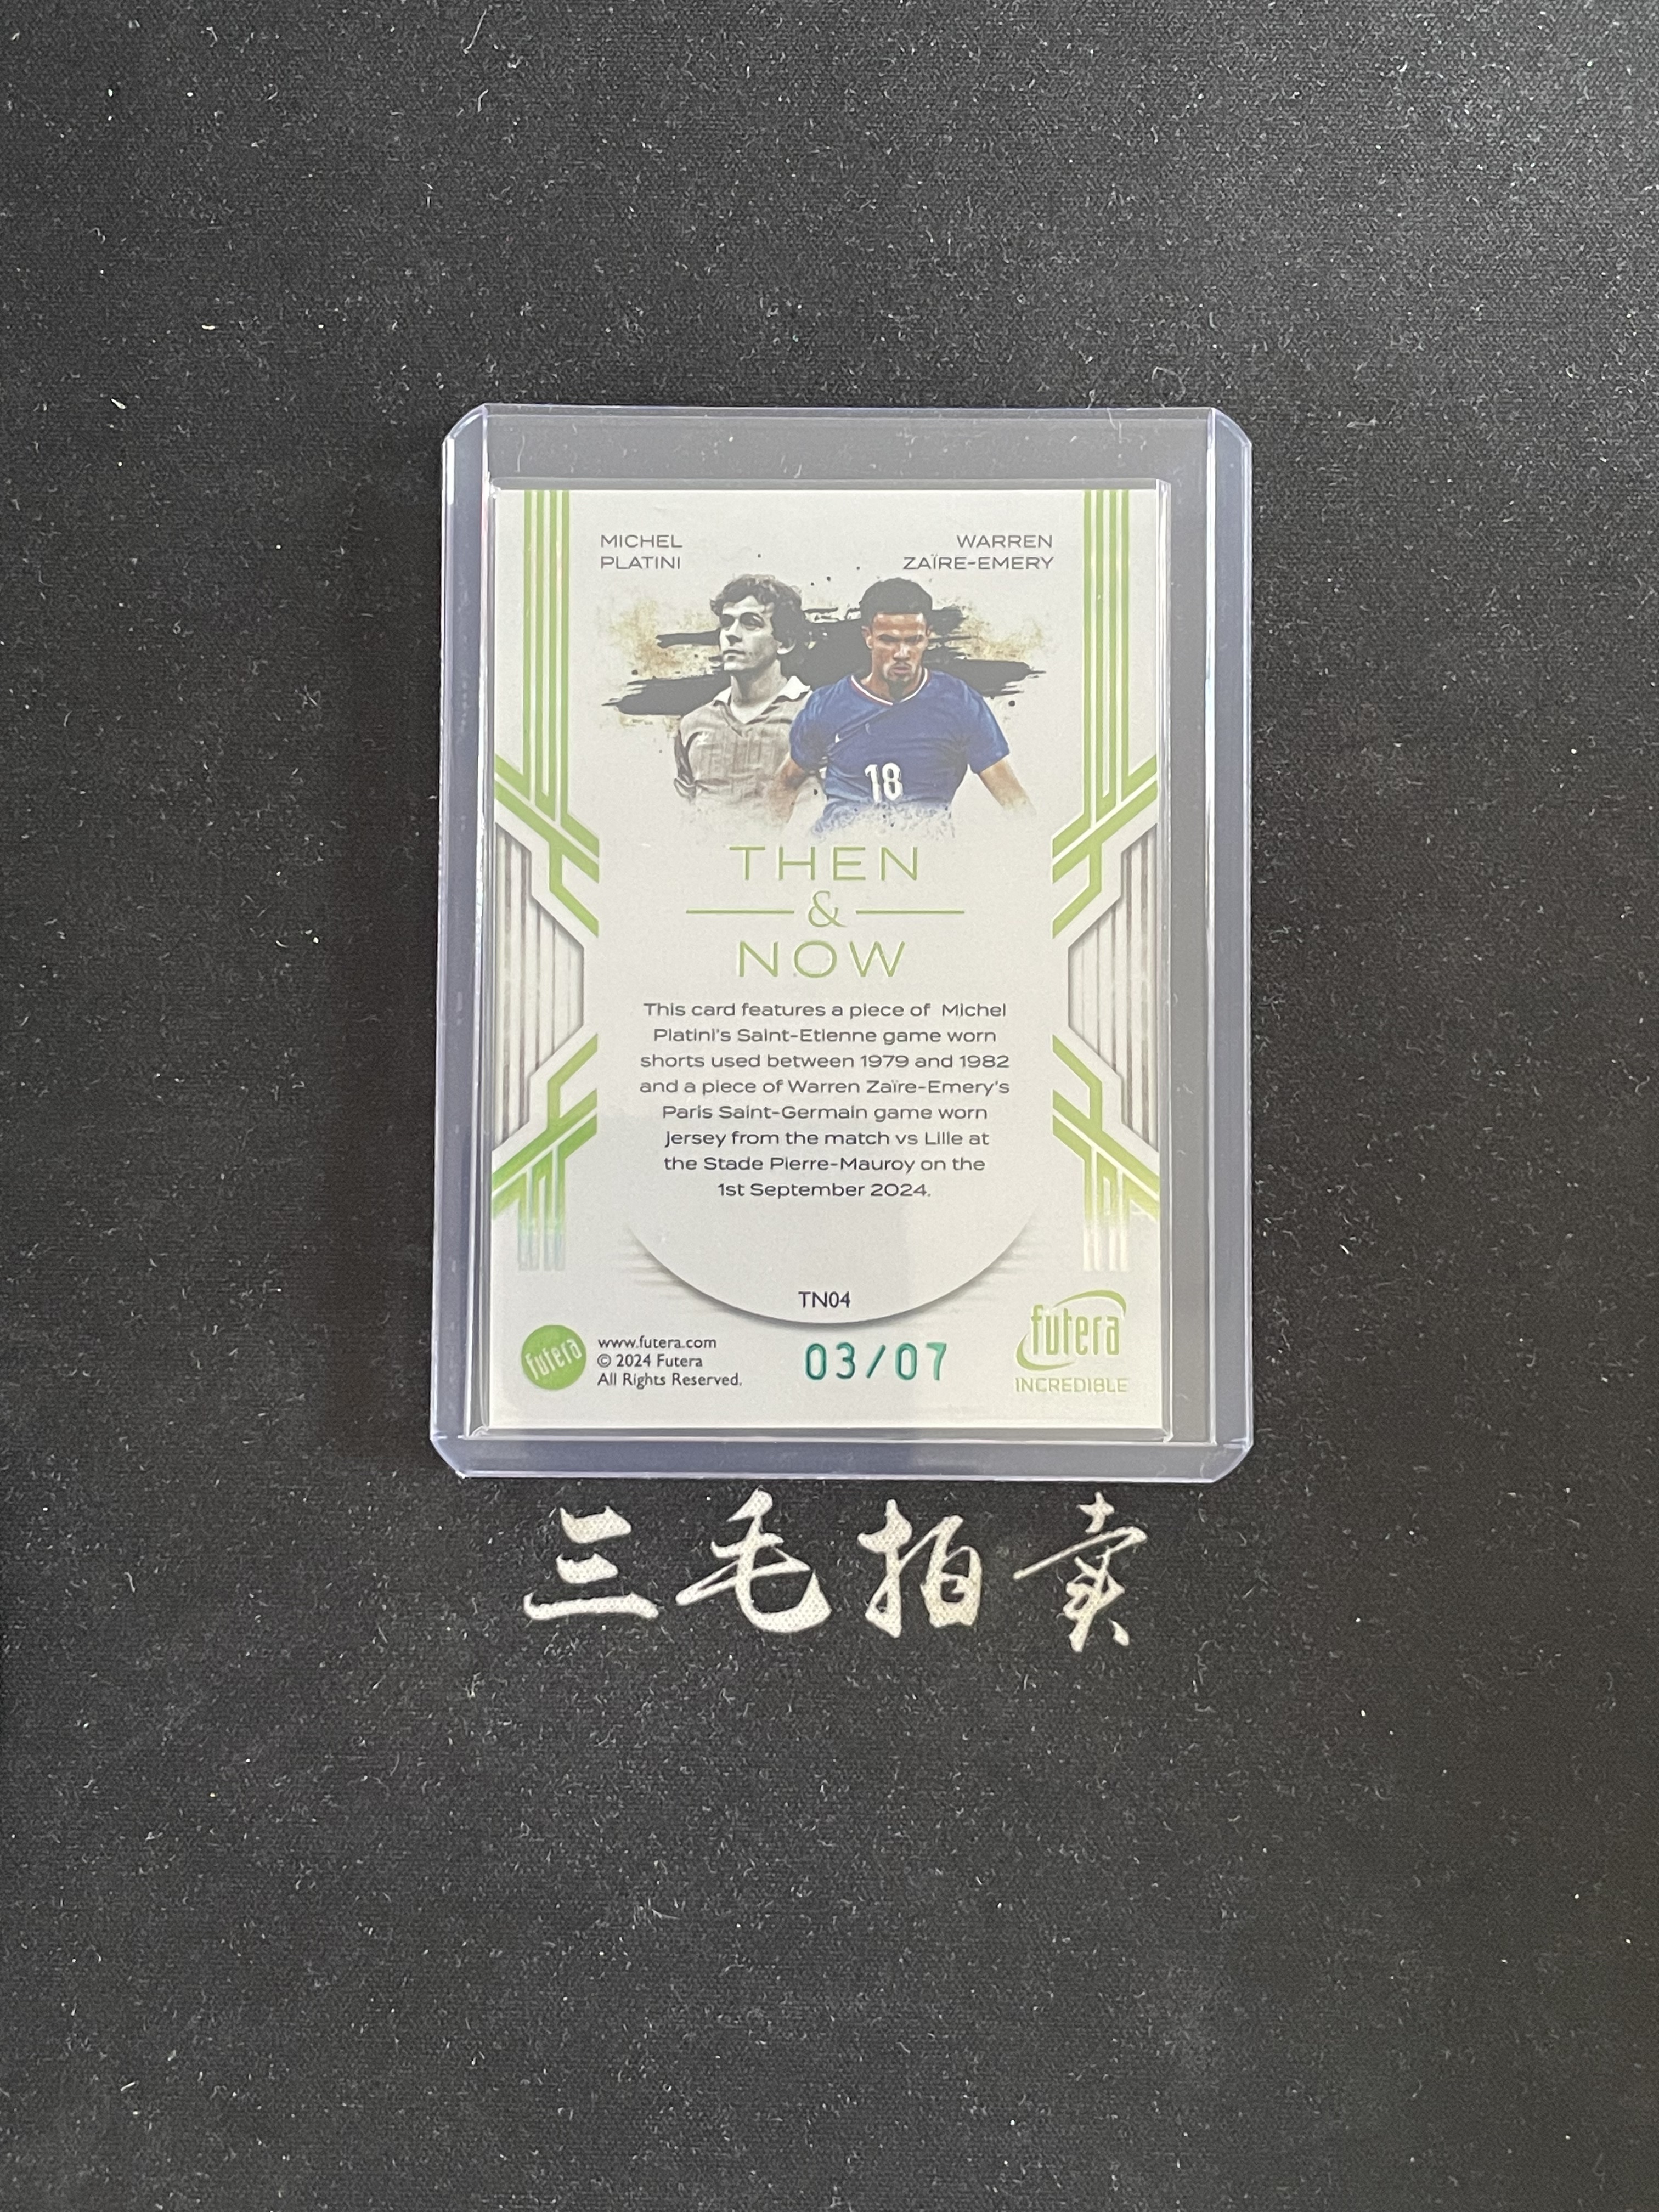 MICHEL
PLATINI
WARREN
ZAÏRE-EMERY
18
THEN
&
NOW
This card features a piece of Michel
Platini's Saint-Etienne game worn
shorts used between 1979 and 1982
and a piece of Warren Zaïre-Emery's
Paris Saint-Germain game worn
jersey from the match vs Lille at
the Stade Pierre-Mauroy on the
1st September 2024.
TN04
futera
www.futera.com
© 2024 Futera
All Rights Reserved.
03/07
futera
INCREDIBLE
三毛拍卖